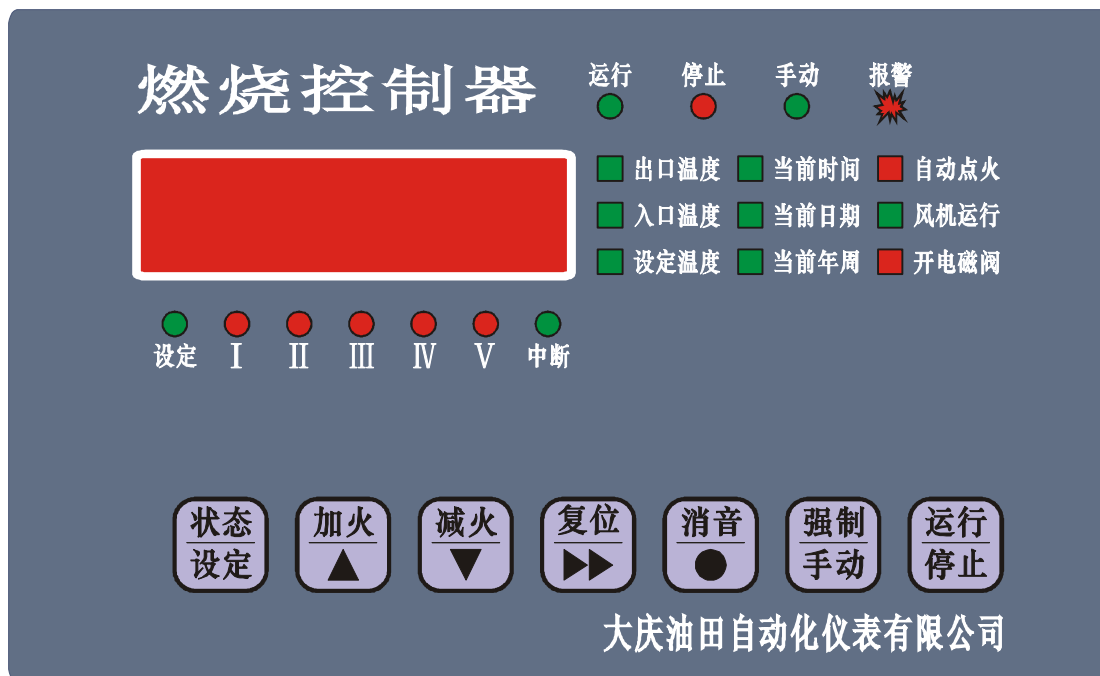 燃烧控制器
运行 停止 手动 报警
出口温度 当前时间 自动点火
入口温度 当前日期 风机运行
设定温度 当前年周 开电磁阀
设定 Ⅰ Ⅱ Ⅲ Ⅳ Ⅴ 中断
状态 加火 减火 复位 消音 强制 运行
设定 手动 停止
大庆油田自动化仪表有限公司